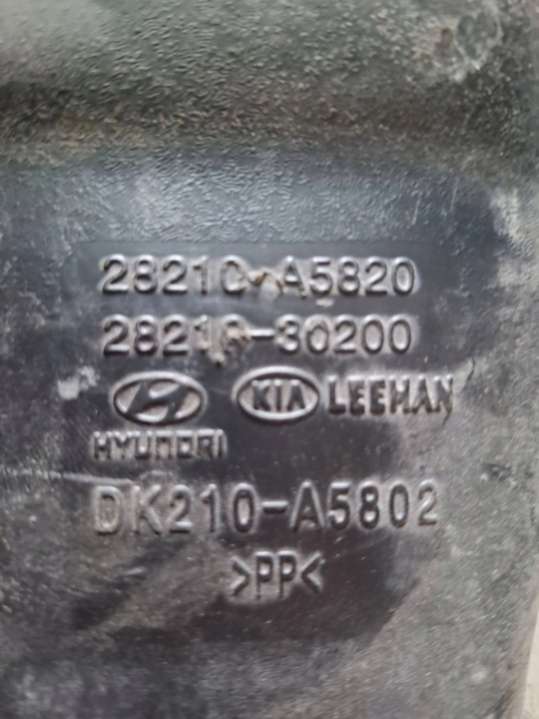 28210-A5820
28210-30200
HYUNDAI KIA LEEHAN
DK210-A5802
>PP<